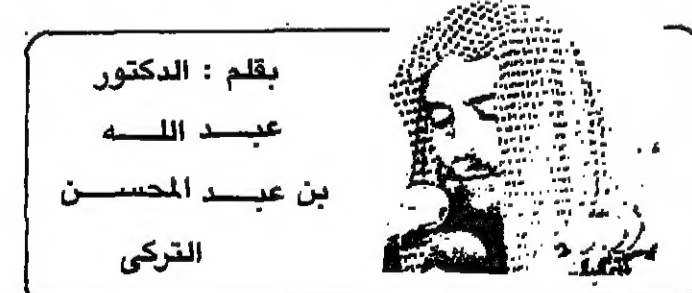 بقلم : الدكتور
عبد الله
بن عبد المحسن
التركى